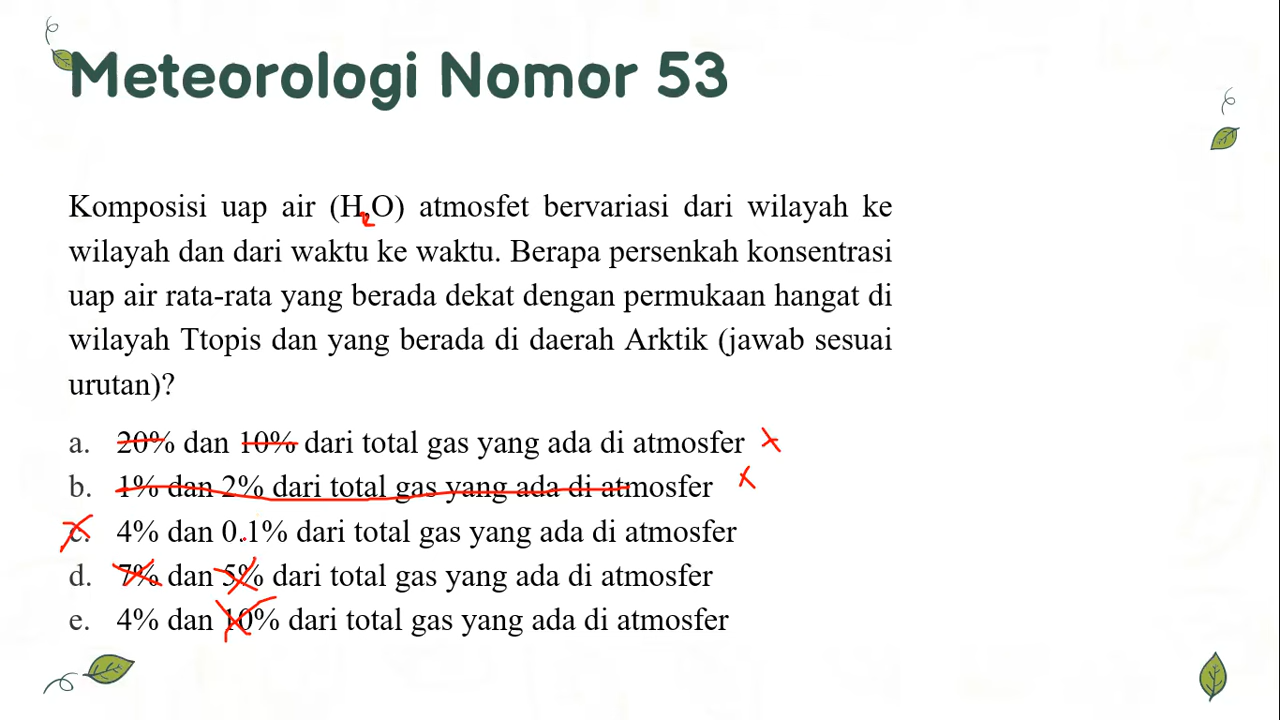 Meteorologi Nomor 53
Komposisi uap air (H2O) atmosfet bervariasi dari wilayah ke
wilayah dan dari waktu ke waktu. Berapa persenkah konsentrasi
uap air rata-rata yang berada dekat dengan permukaan hangat di
wilayah Ttopis dan yang berada di daerah Arktik (jawab sesuai
urutan)?
a. 20% dan 10% dari total gas yang ada di atmosfer x
b. 1% dan 2% dari total gas yang ada di atmosfer x
c. 4% dan 0.1% dari total gas yang ada di atmosfer
d. 7% dan 5% dari total gas yang ada di atmosfer
e. 4% dan 10% dari total gas yang ada di atmosfer